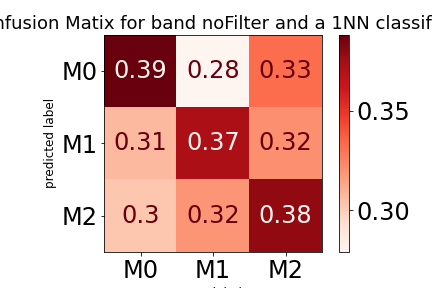 nfusion Matix for band noFilter and a 1NN classif
M0 0.39 0.28 0.33
M1 0.31 0.37 0.32
M2 0.3 0.32 0.38
M0 M1 M2
predicted label
0.35
0.30